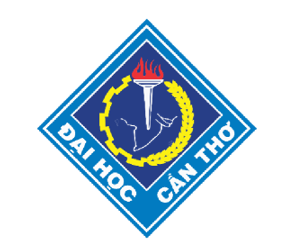 ĐẠI HỌC
CẦN THƠ